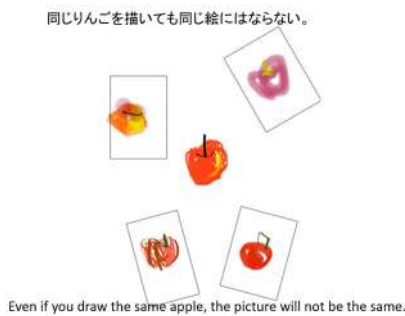 同じりんごを描いても同じ絵にはならない。
Even if you draw the same apple, the picture will not be the same.